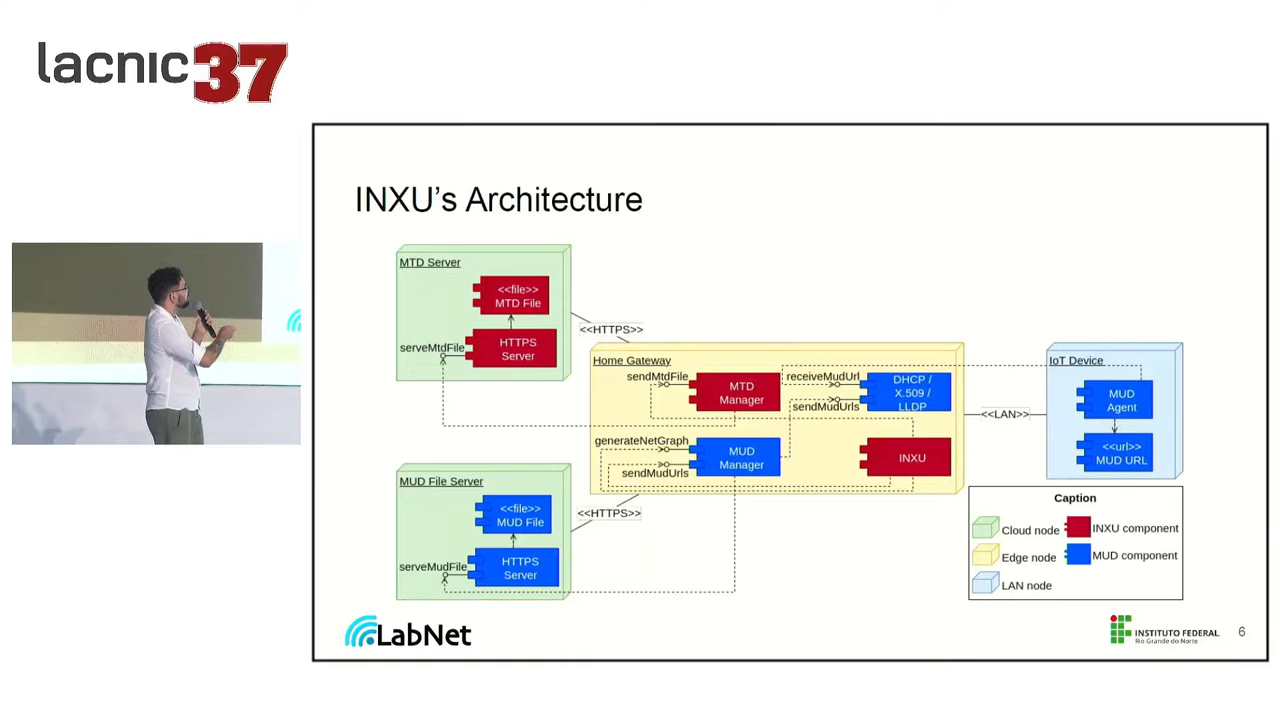 lacnic37
INXU's Architecture
MTD Server
<<file>>
MTD File
serveMtdFile
HTTPS
Server
<<HTTPS>>
Home Gateway
sendMtdFile
MTD
Manager
receiveMudUrl
DHCP /
X.509 /
LLDP
sendMudUrls
generateNetGraph
MUD
Manager
sendMudUrls
INXU
<<LAN>>
IoT Device
MUD
Agent
<<url>>
MUD URL
MUD File Server
<<file>>
MUD File
serveMudFile
HTTPS
Server
<<HTTPS>>
Caption
Cloud node
INXU component
Edge node
MUD component
LAN node
LabNet
INSTITUTO FEDERAL
Rio Grande do Norte
6